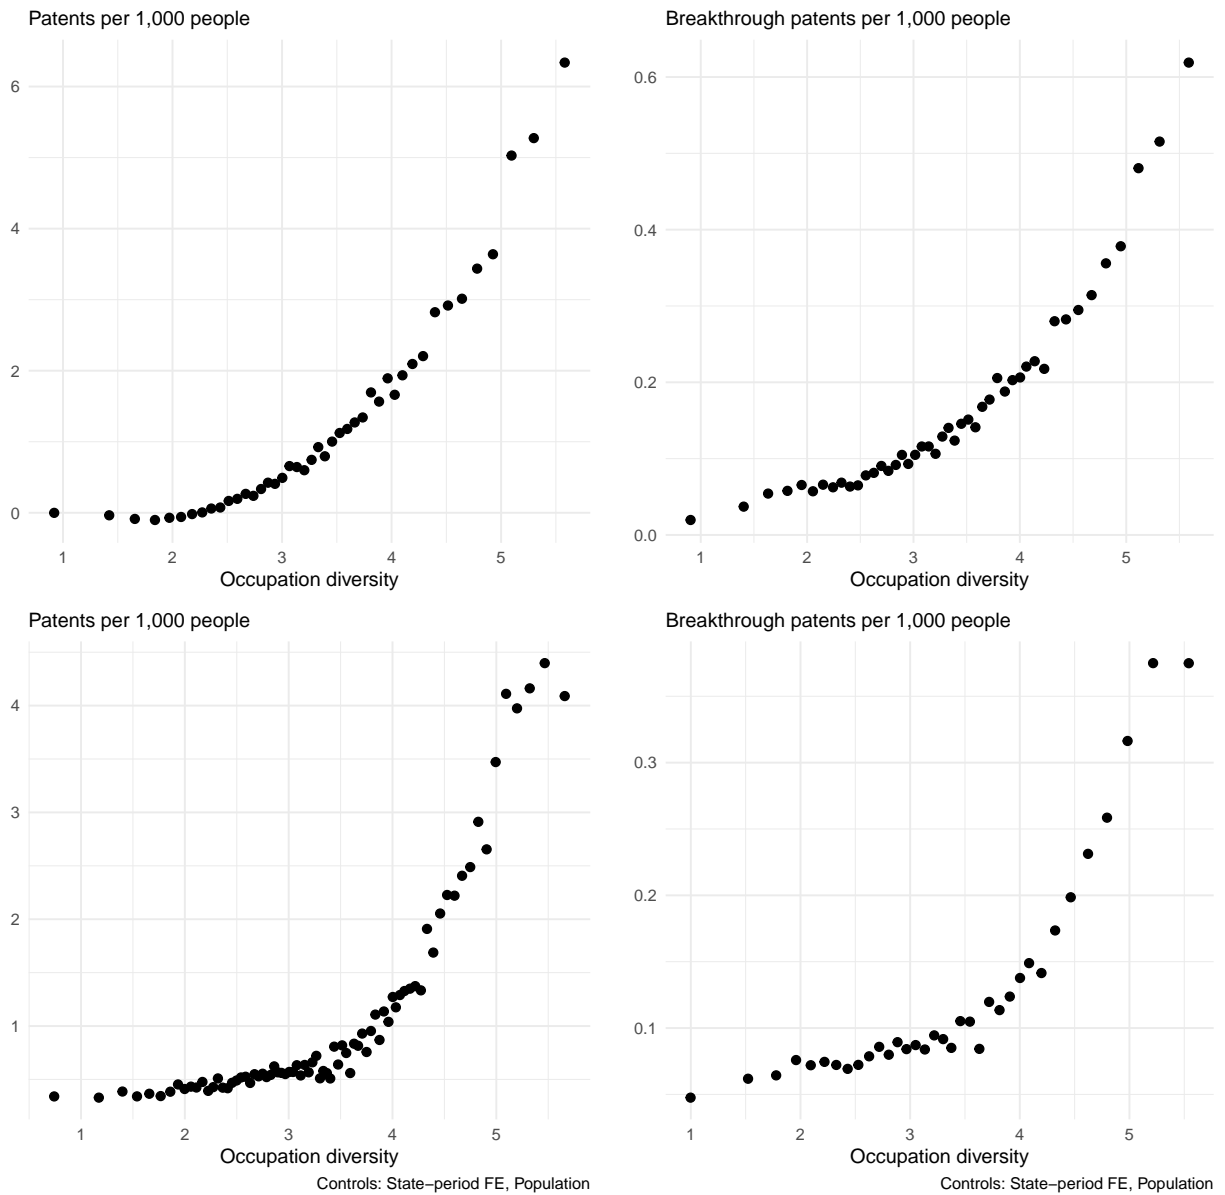 Patents per 1,000 people
6
4
2
0
1 2 3 4 5
Occupation diversity
Breakthrough patents per 1,000 people
0.6
0.4
0.2
0.0
1 2 3 4 5
Occupation diversity
Patents per 1,000 people
4
3
2
1
1 2 3 4 5
Occupation diversity
Controls: State−period FE, Population
Breakthrough patents per 1,000 people
0.3
0.2
0.1
1 2 3 4 5
Occupation diversity
Controls: State−period FE, Population